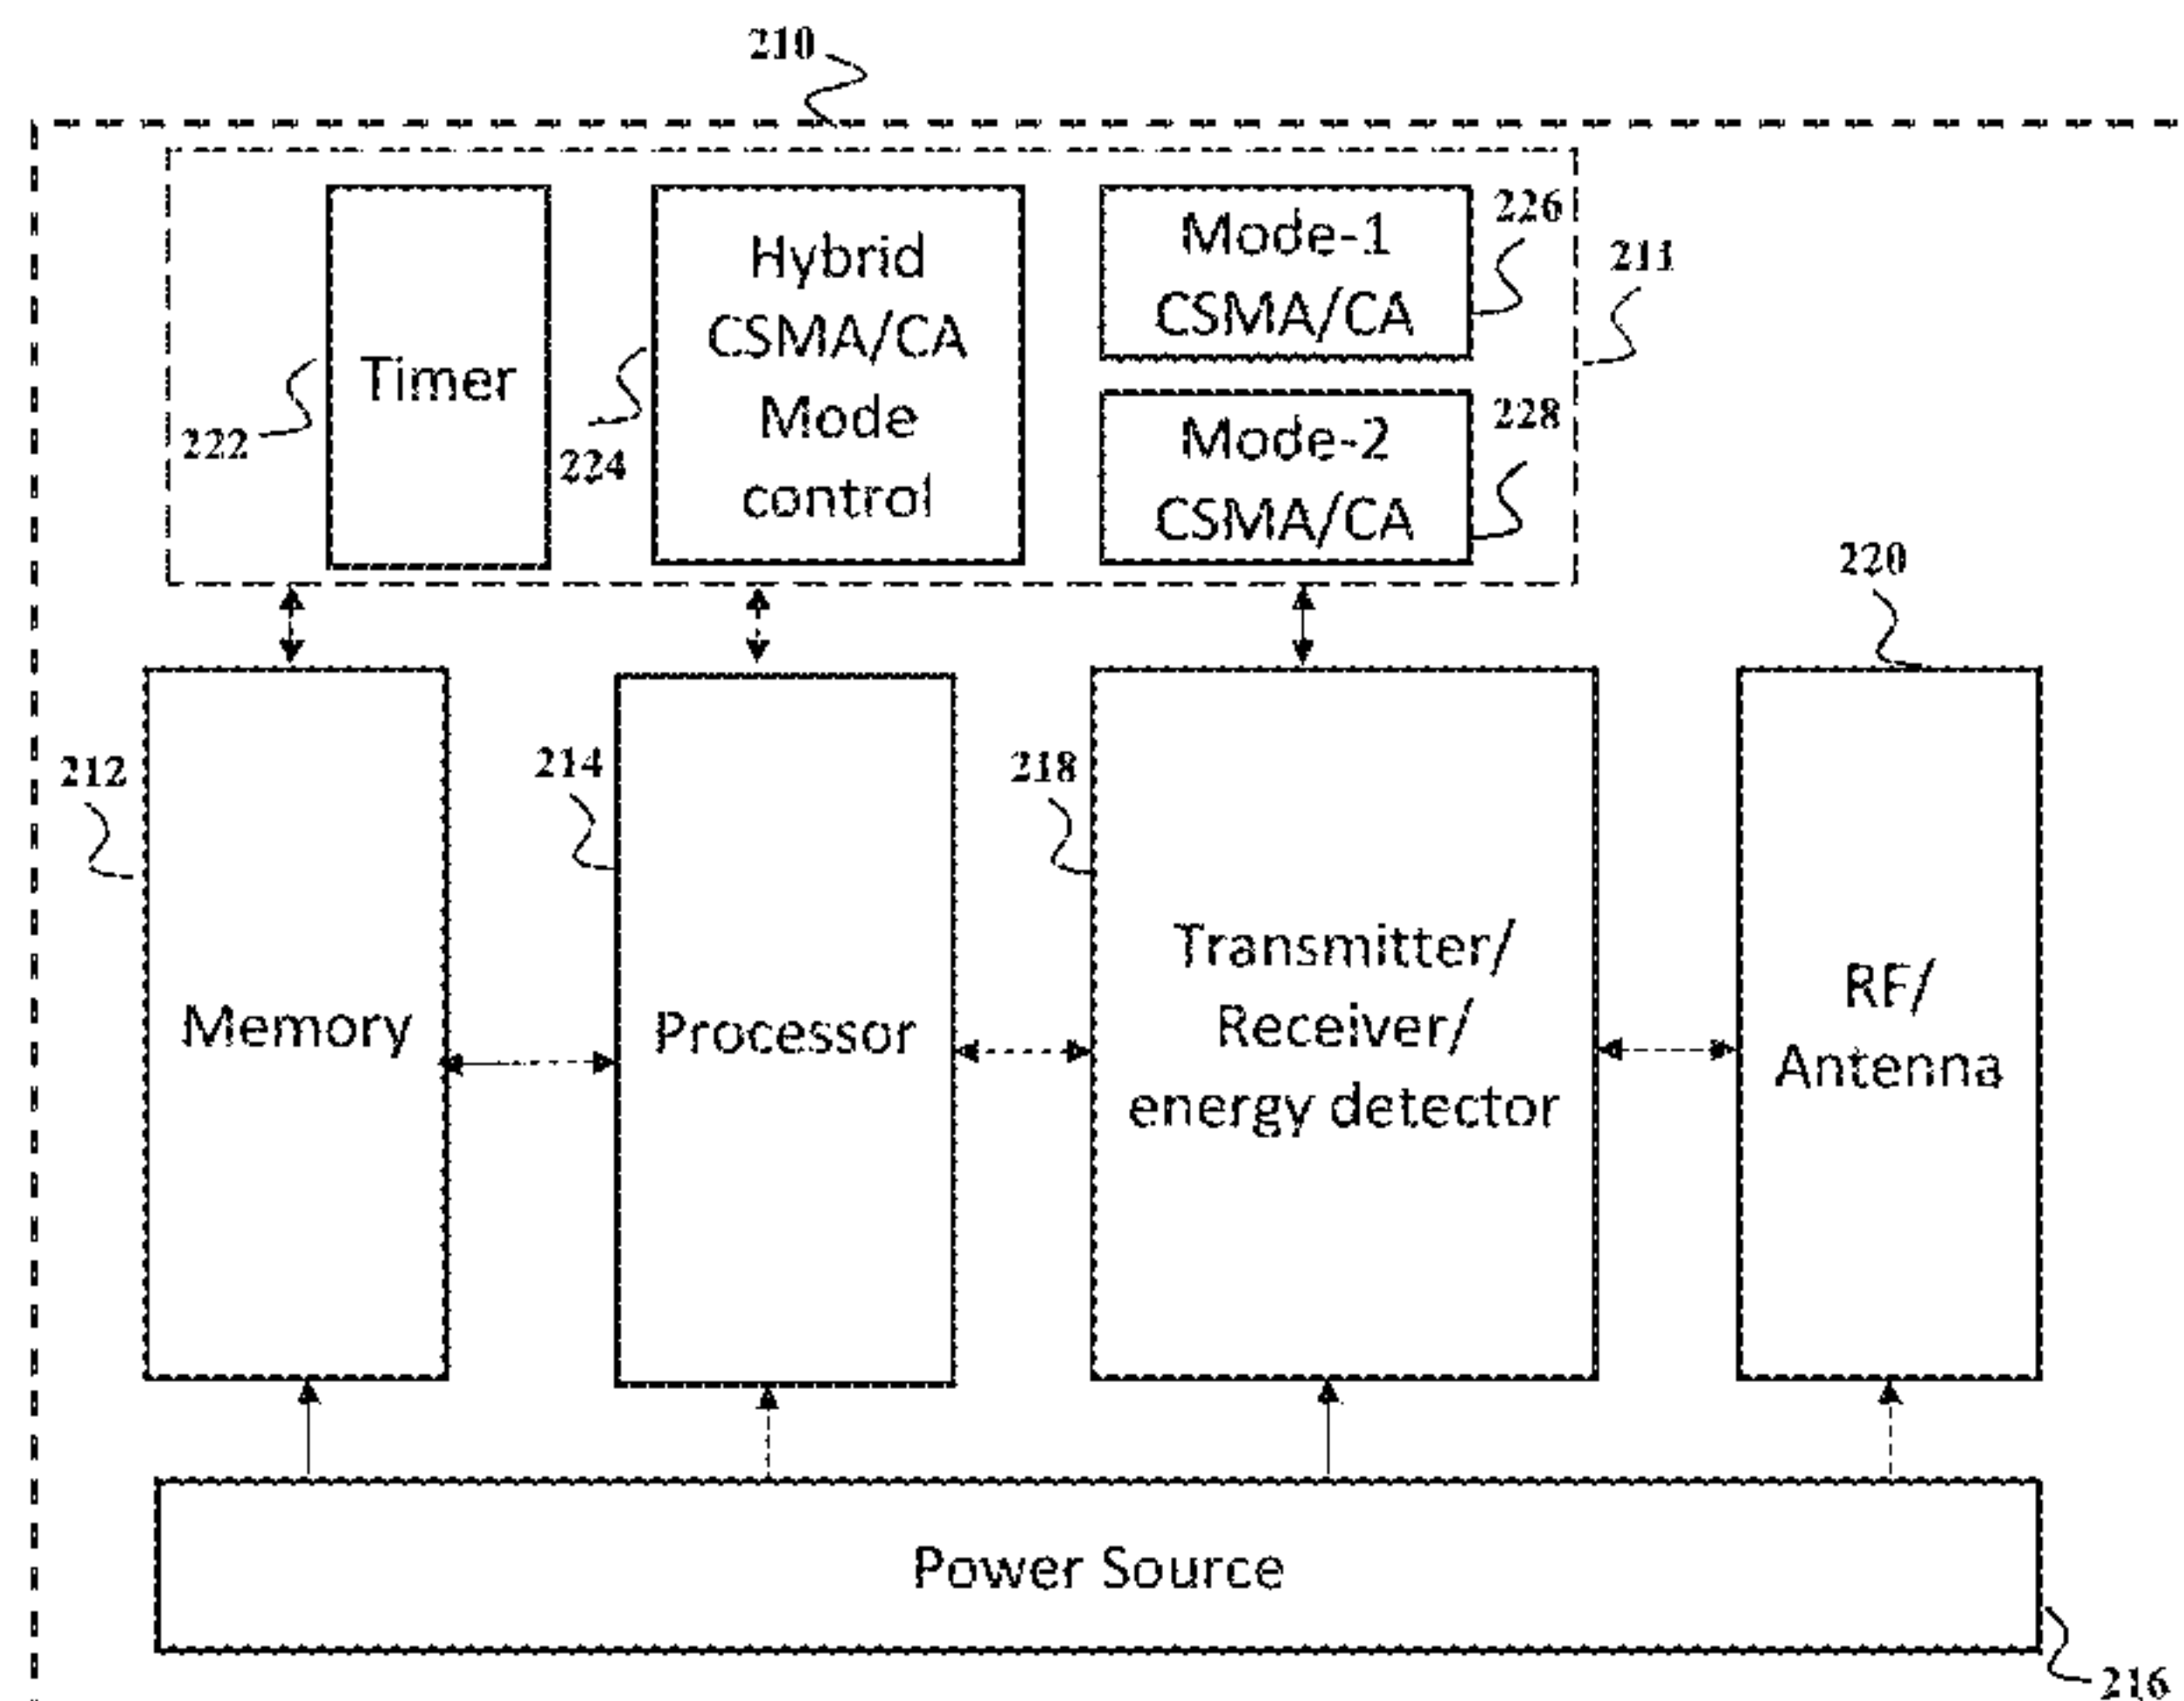 210
Timer
Hybrid
CSMA/CA
Mode
control
Mode-1
CSMA/CA
226
211
222
224
Mode-2
CSMA/CA
228
220
212
214
218
Memory
Processor
Transmitter/
Receiver/
energy detector
RF/
Antenna
Power Source
216